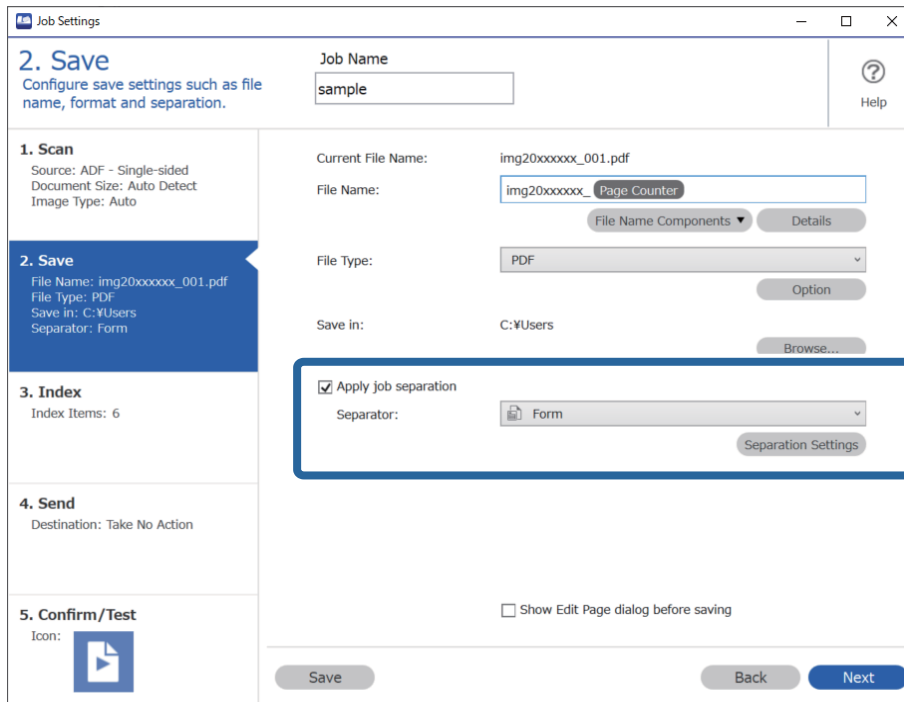 Job Settings
2. Save
Configure save settings such as file
name, format and separation.
Job Name
sample
Help
1. Scan
Source: ADF - Single-sided
Document Size: Auto Detect
Image Type: Auto
2. Save
File Name: img20xxxxxx_001.pdf
File Type: PDF
Save in: C:¥Users
Separator: Form
3. Index
Index Items: 6
4. Send
Destination: Take No Action
5. Confirm/Test
Icon:
Current File Name: img20xxxxxx_001.pdf
File Name: img20xxxxxx_ Page Counter
File Name Components ▼ Details
File Type: PDF
Option
Save in: C:¥Users
Browse...
Apply job separation
Separator: Form
Separation Settings
Show Edit Page dialog before saving
Save Back Next